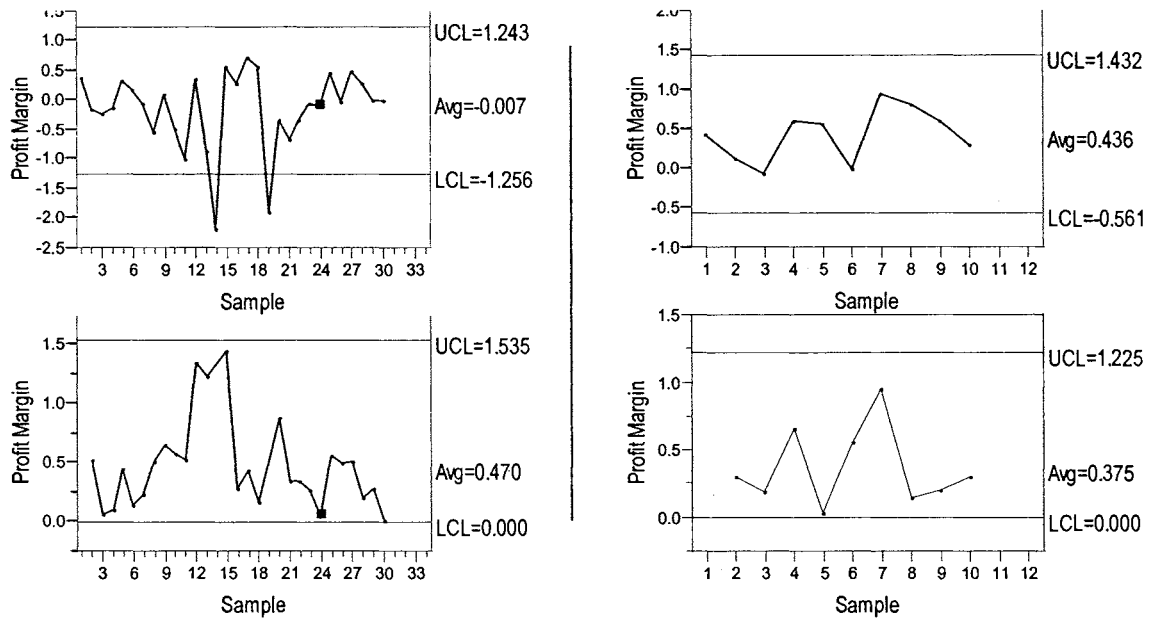 Profit Margin
1.5
1.0
0.5
0.0
-0.5
-1.0
-1.5
-2.0
-2.5
UCL=1.243
Avg=-0.007
LCL=-1.256
3 6 9 12 15 18 21 24 27 30 33
Sample
Profit Margin
2.0
1.5
1.0
0.5
0.0
-0.5
-1.0
UCL=1.432
Avg=0.436
LCL=-0.561
1 2 3 4 5 6 7 8 9 10 11 12
Sample
Profit Margin
1.5
1.0
0.5
0.0
UCL=1.535
Avg=0.470
LCL=0.000
3 6 9 12 15 18 21 24 27 30 33
Sample
Profit Margin
1.5
1.0
0.5
0.0
UCL=1.225
Avg=0.375
LCL=0.000
1 2 3 4 5 6 7 8 9 10 11 12
Sample